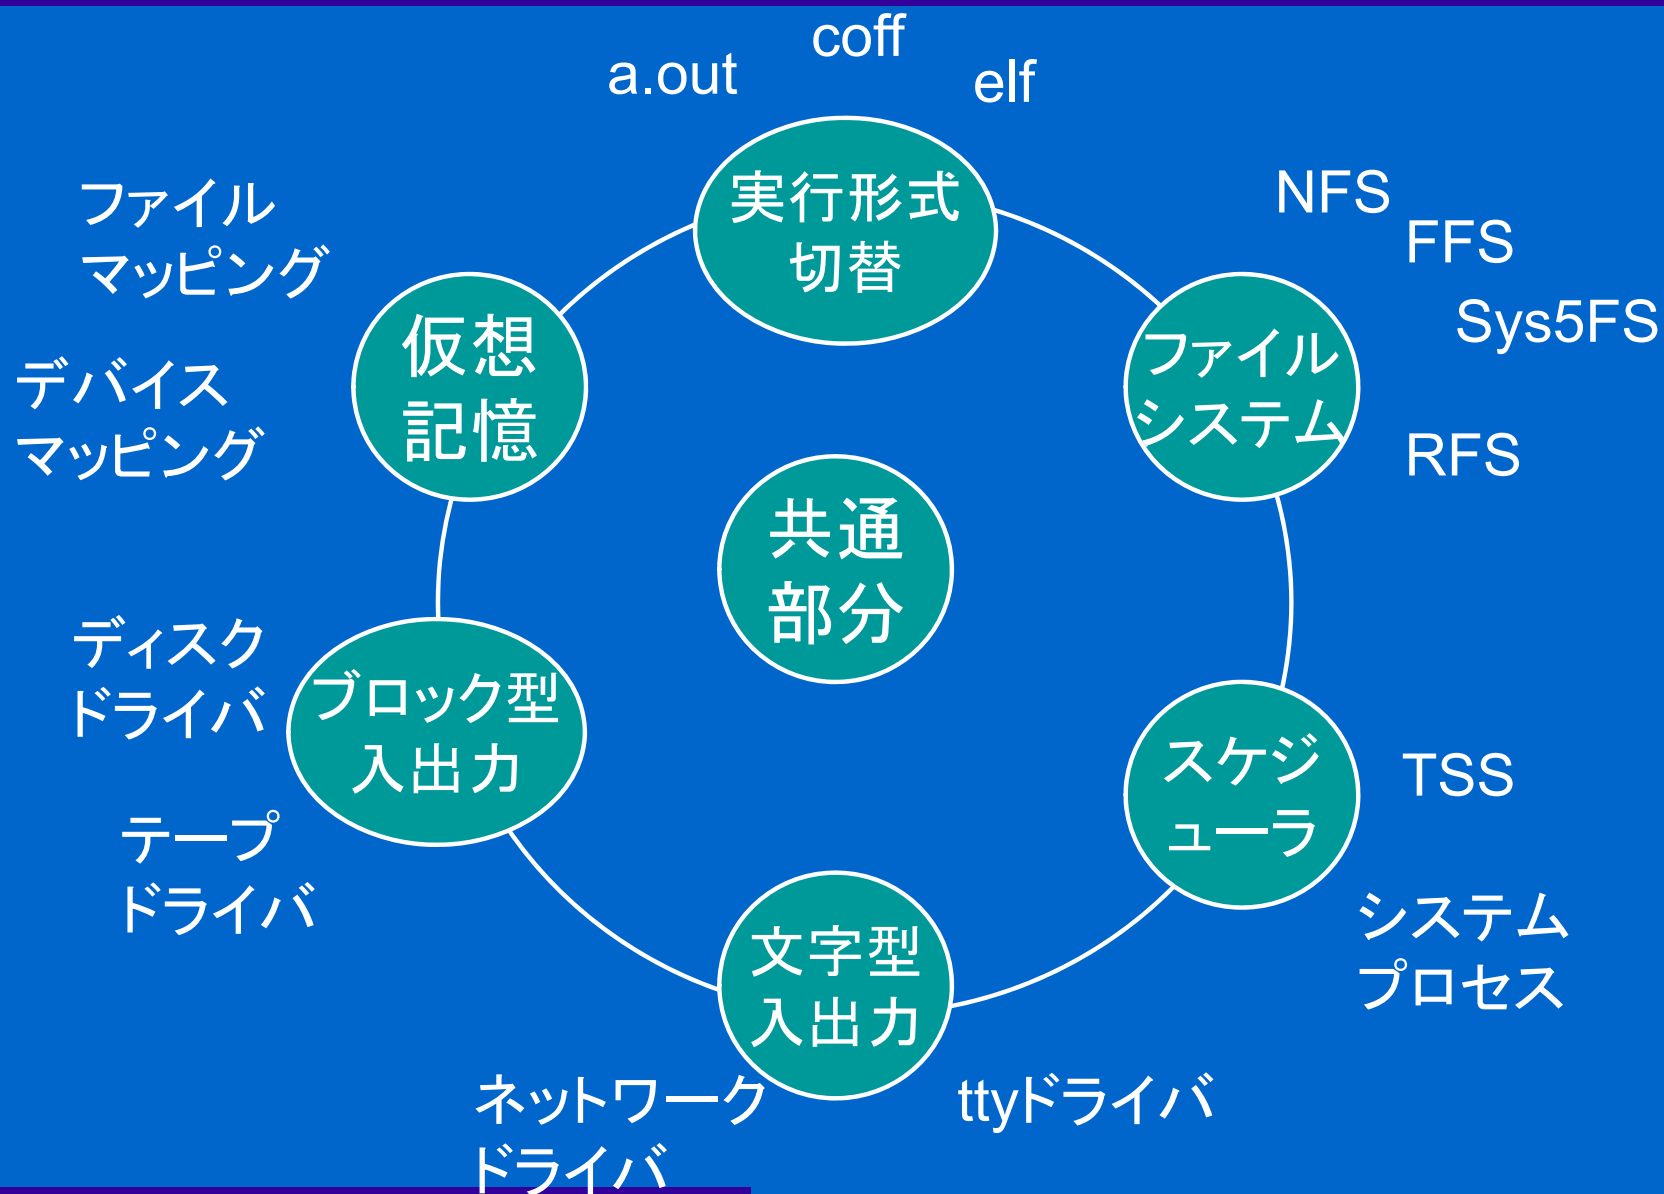 coff
a.out
elf
実行形式
切替
NFS
FFS
Sys5FS
RFS
ファイル
システム
ファイル
マッピング
デバイス
マッピング
仮想
記憶
共通
部分
ディスク
ドライバ
ブロック型
入出力
テープ
ドライバ
スケジ
ューラ
TSS
システム
プロセス
文字型
入出力
ネットワーク
ドライバ
ttyドライバ